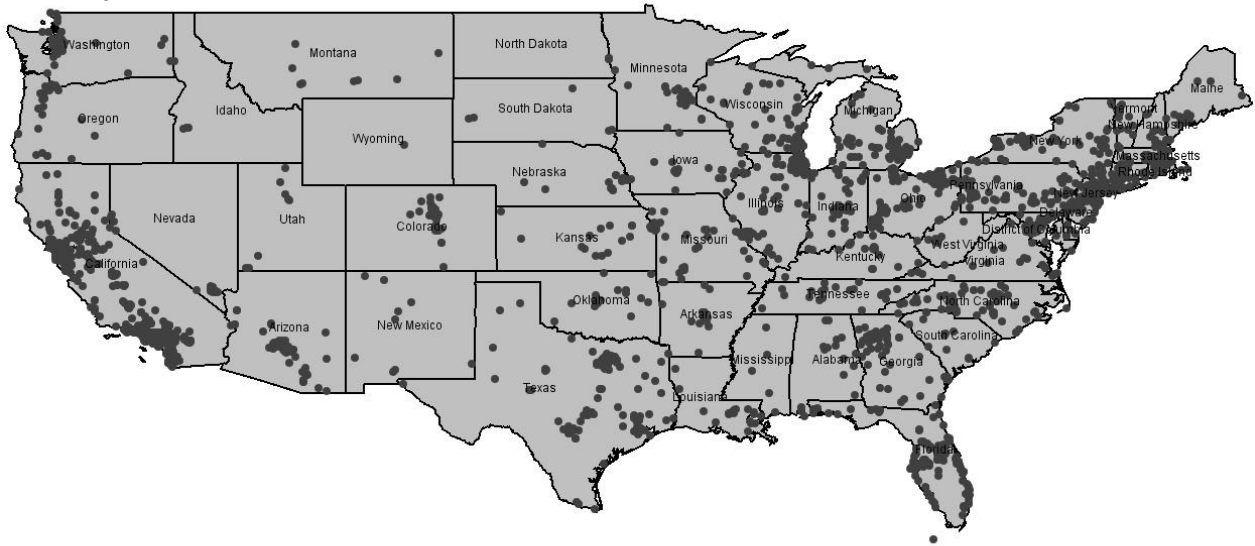 Washington
Montana
North Dakota
Minnesota
Maine
Vermont
New Hampshire
Oregon
Idaho
South Dakota
Wisconsin
Michigan
New York
Wyoming
Massachusetts
Rhode Island
Iowa
Nebraska
Pennsylvania
New Jersey
Nevada
Utah
Colorado
Illinois
Indiana
Ohio
Delaware
District of Columbia
Kansas
Missouri
West Virginia
Virginia
California
Kentucky
Oklahoma
Tennessee
North Carolina
Arizona
New Mexico
Arkansas
South Carolina
Mississippi
Alabama
Georgia
Texas
Louisiana
Florida